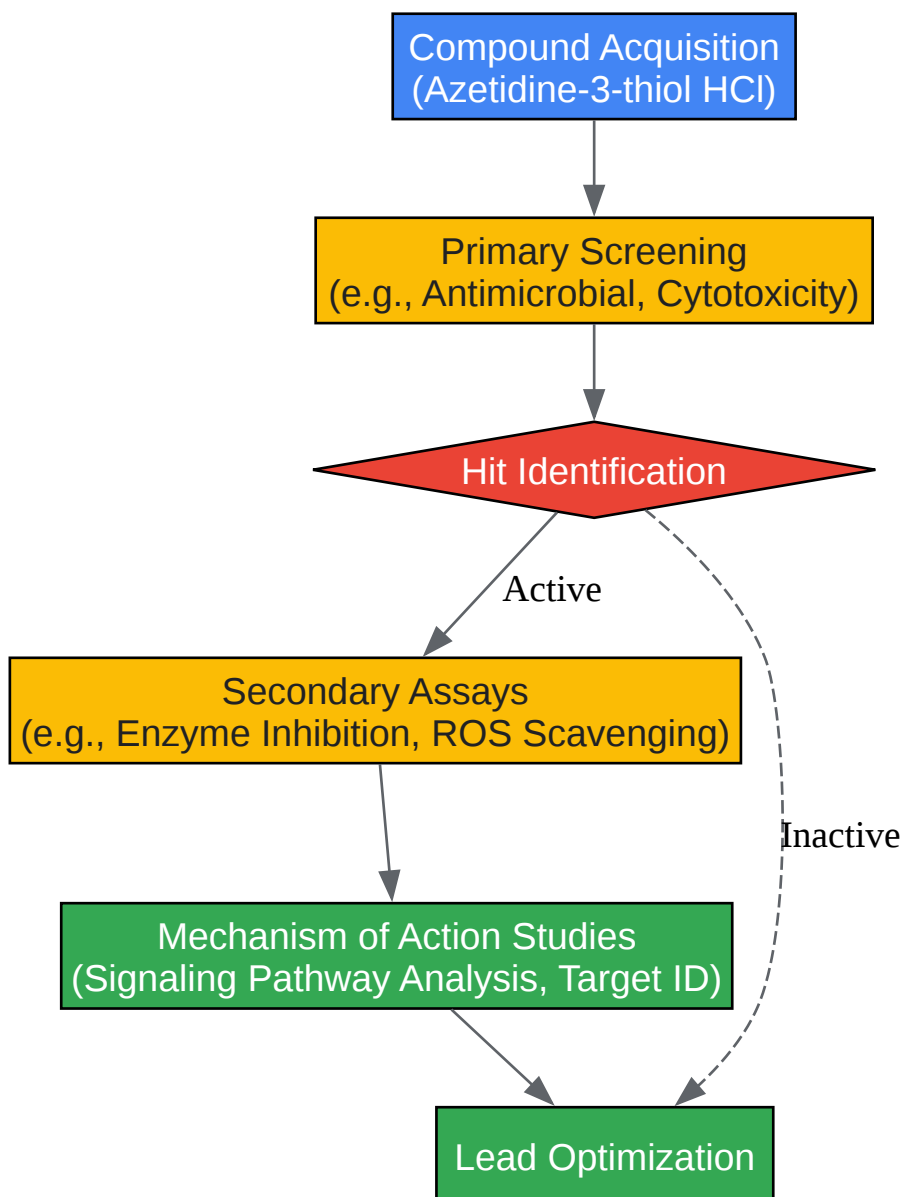 Compound Acquisition
(Azetidine-3-thiol HCl)
Primary Screening
(e.g., Antimicrobial, Cytotoxicity)
Hit Identification
Active
Secondary Assays
(e.g., Enzyme Inhibition, ROS Scavenging)
Inactive
Mechanism of Action Studies
(Signaling Pathway Analysis, Target ID)
Lead Optimization